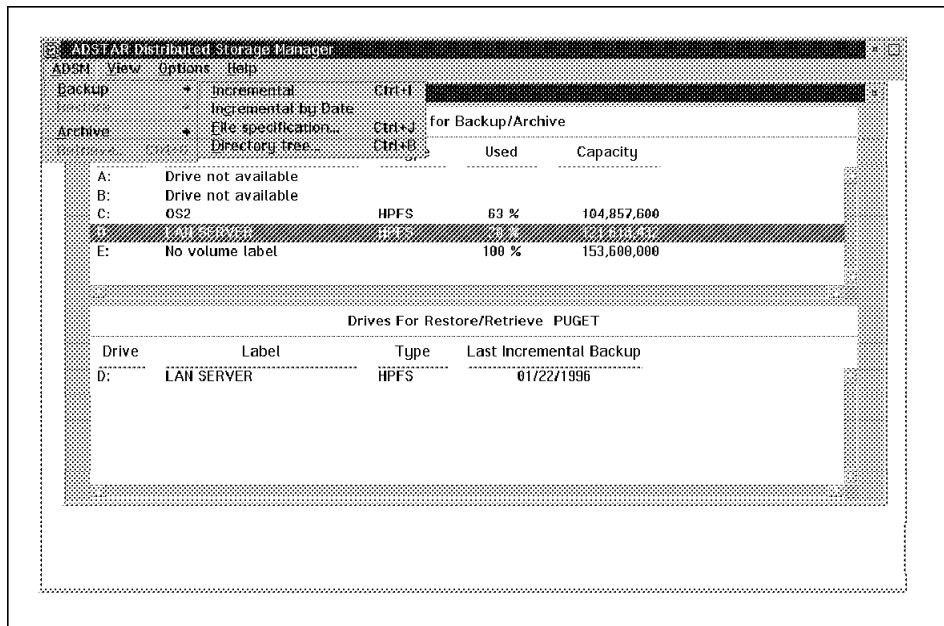 ADSTAR Distributed Storage Manager
ADSM View Options Help
Backup
Incremental Ctrl+I
Incremental by Date
File specification... Ctrl+J
Directory tree... Ctrl+B
Archive
for Backup/Archive
Used Capacity
A: Drive not available
B: Drive not available
C: OS2 HPFS 63 % 104,857,600
LAN SERVER HPFS
E: No volume label 100 % 153,600,000
Drives For Restore/Retrieve PUGET
Drive Label Type Last Incremental Backup
D: LAN SERVER HPFS 01/22/1996